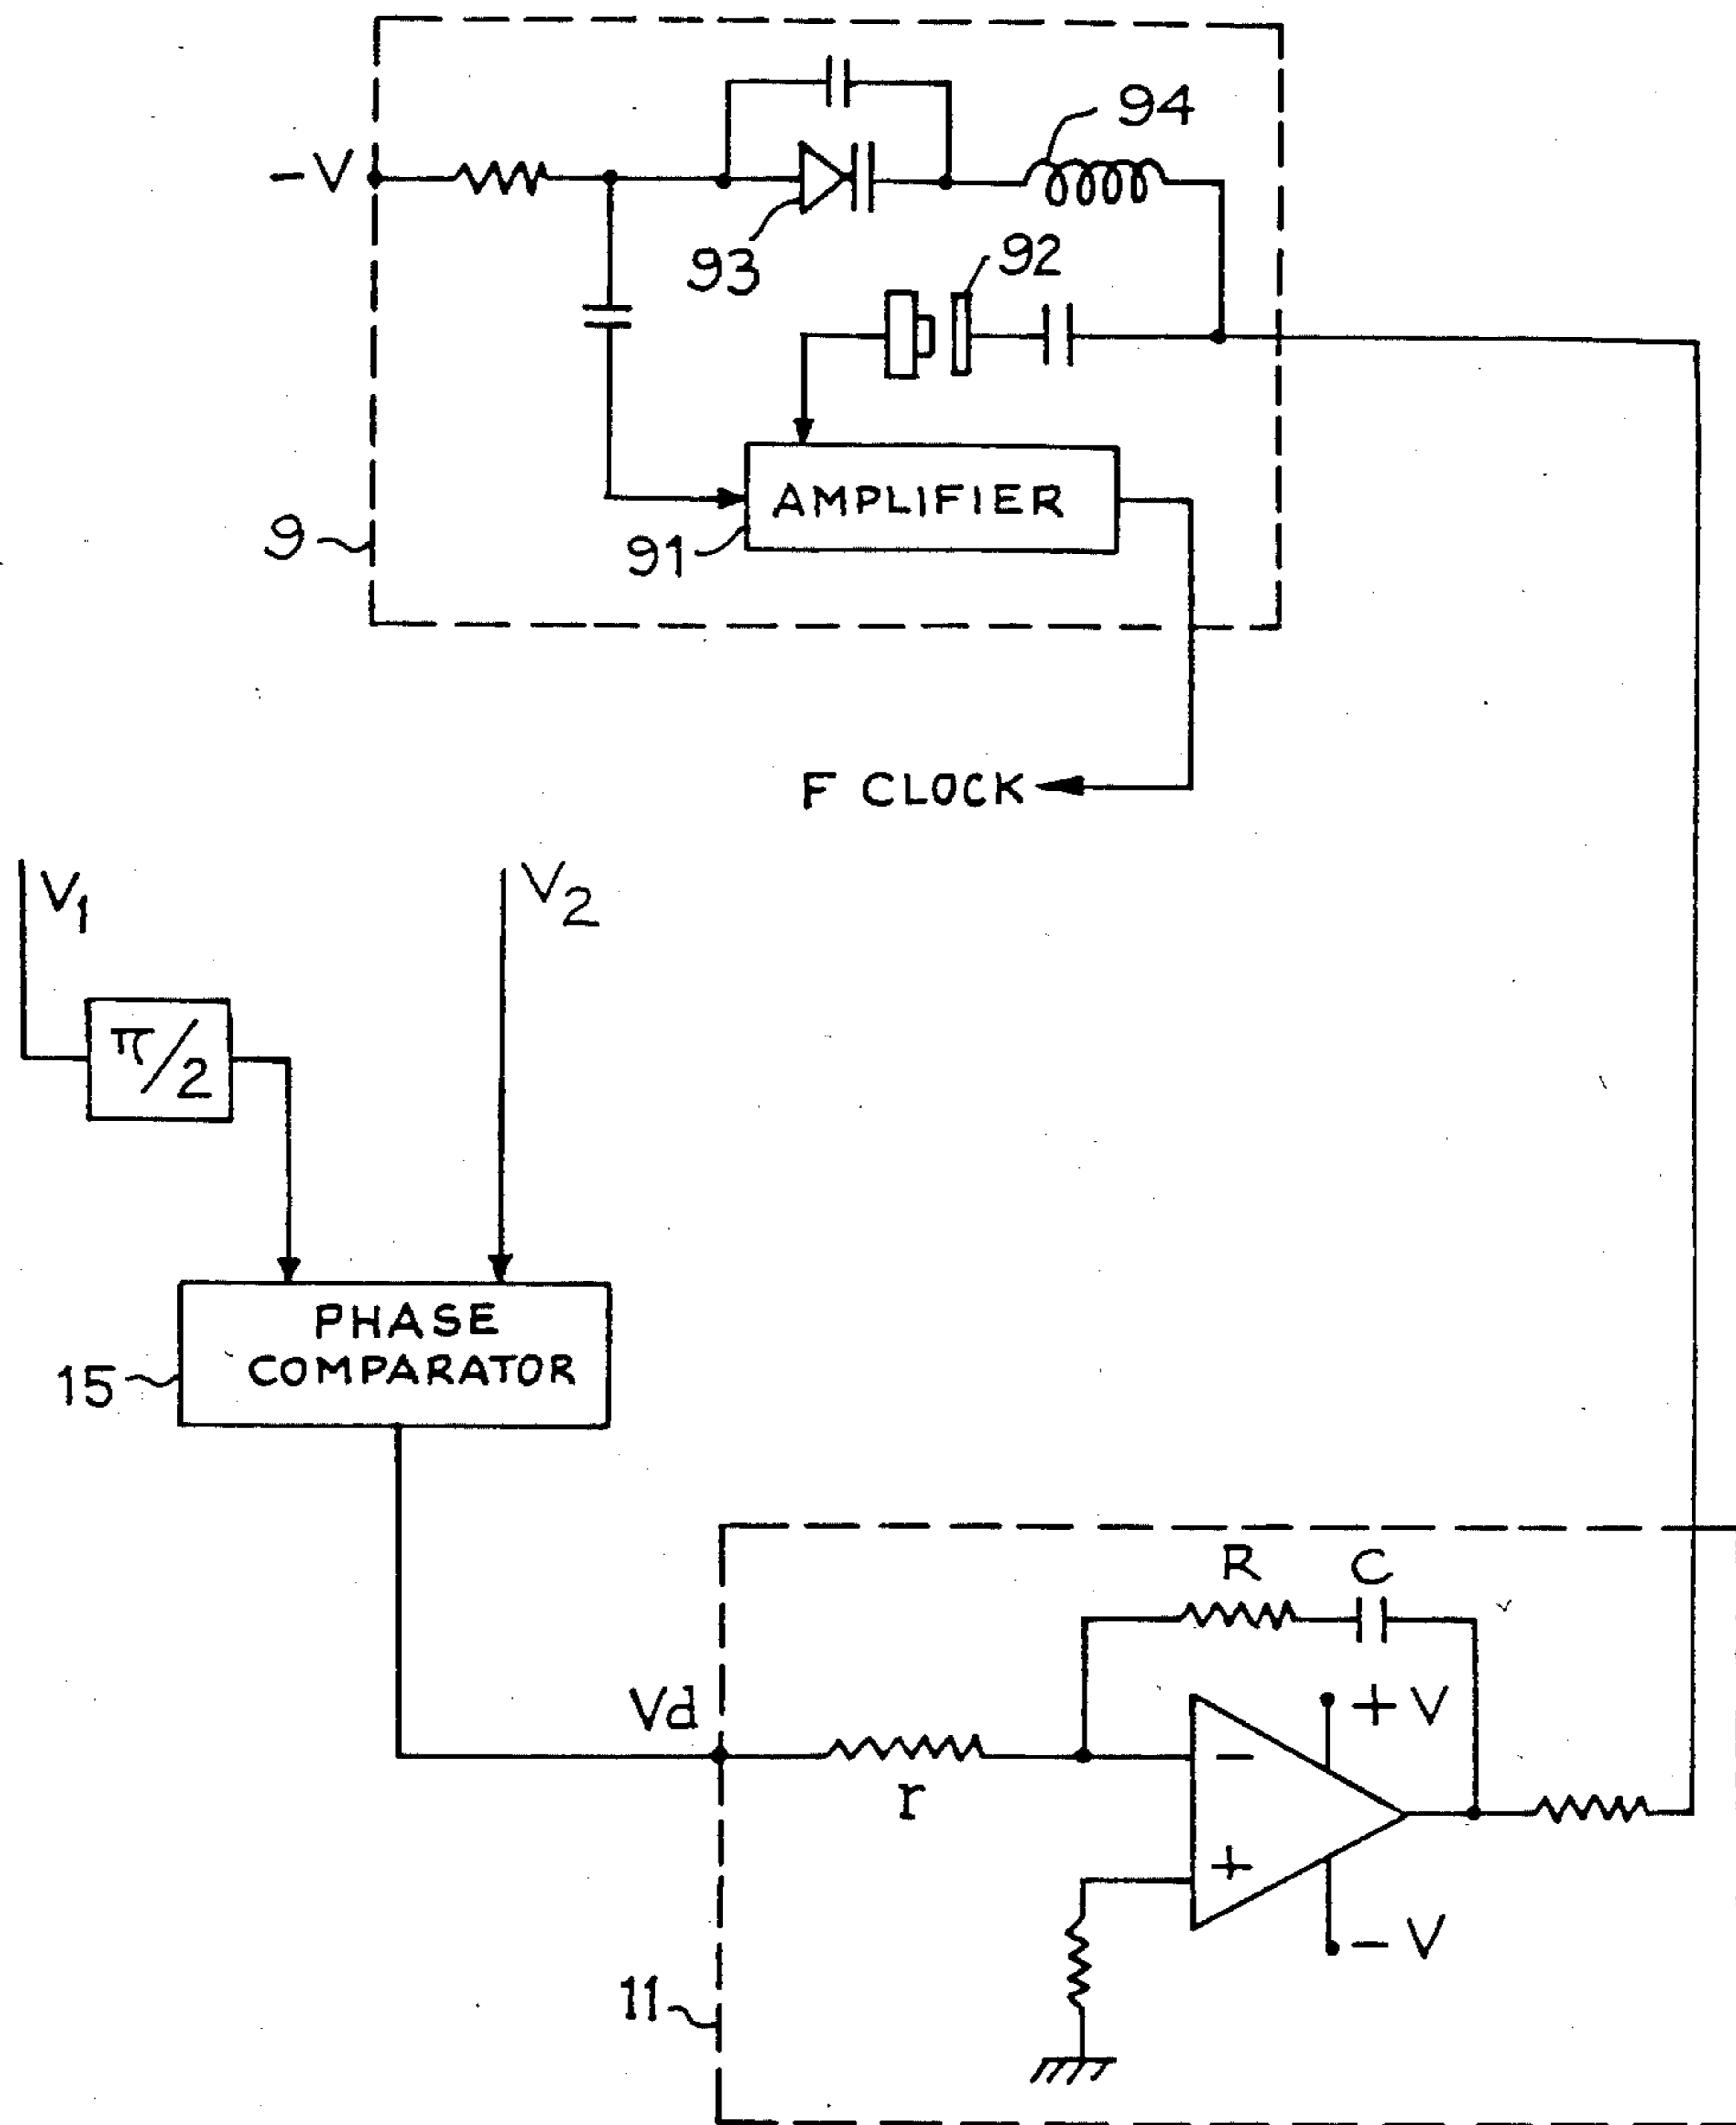 94
-V
93
92
AMPLIFIER
9
91
F CLOCK
V1
V2
π/2
PHASE
COMPARATOR
15
R C
Vd
+ V
-
r
+
- V
11